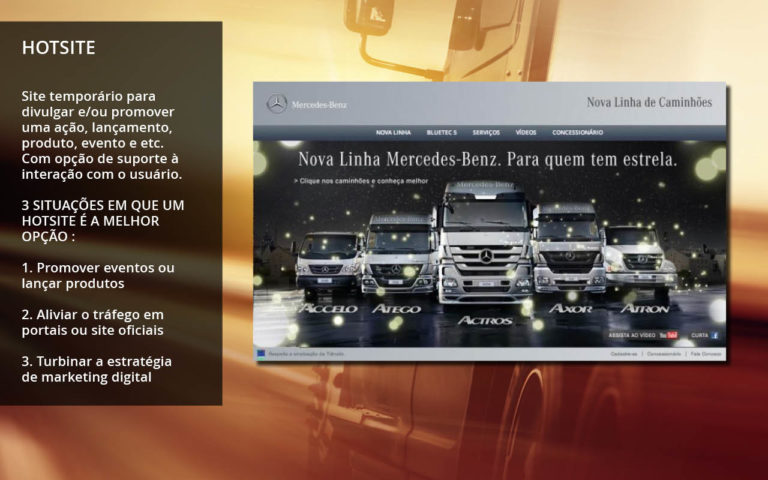 HOTSITE
Site temporário para
divulgar e/ou promover
uma ação, lançamento,
produto, evento e etc.
Com opção de suporte à
interação com o usuário.
3 SITUAÇÕES EM QUE UM
HOTSITE É A MELHOR
OPÇÃO :
1. Promover eventos ou
lançar produtos
2. Aliviar o tráfego em
portais ou site oficiais
3. Turbinar a estratégia
de marketing digital
Mercedes-Benz
Nova Linha de Caminhões
NOVA LINHA BLUETEC 5 SERVIÇOS VÍDEOS CONCESSIONÁRIO
Nova Linha Mercedes-Benz. Para quem tem estrela.
> Clique nos caminhões e conheça melhor
Mercedes-Benz
ACCELO ATEGO ACTROS AXOR ATRON
ASSISTA AO VÍDEO YouTube CURTA f
Respeite a sinalização de Trânsito.
Cadastre-se | Concessionário | Fale Conosco